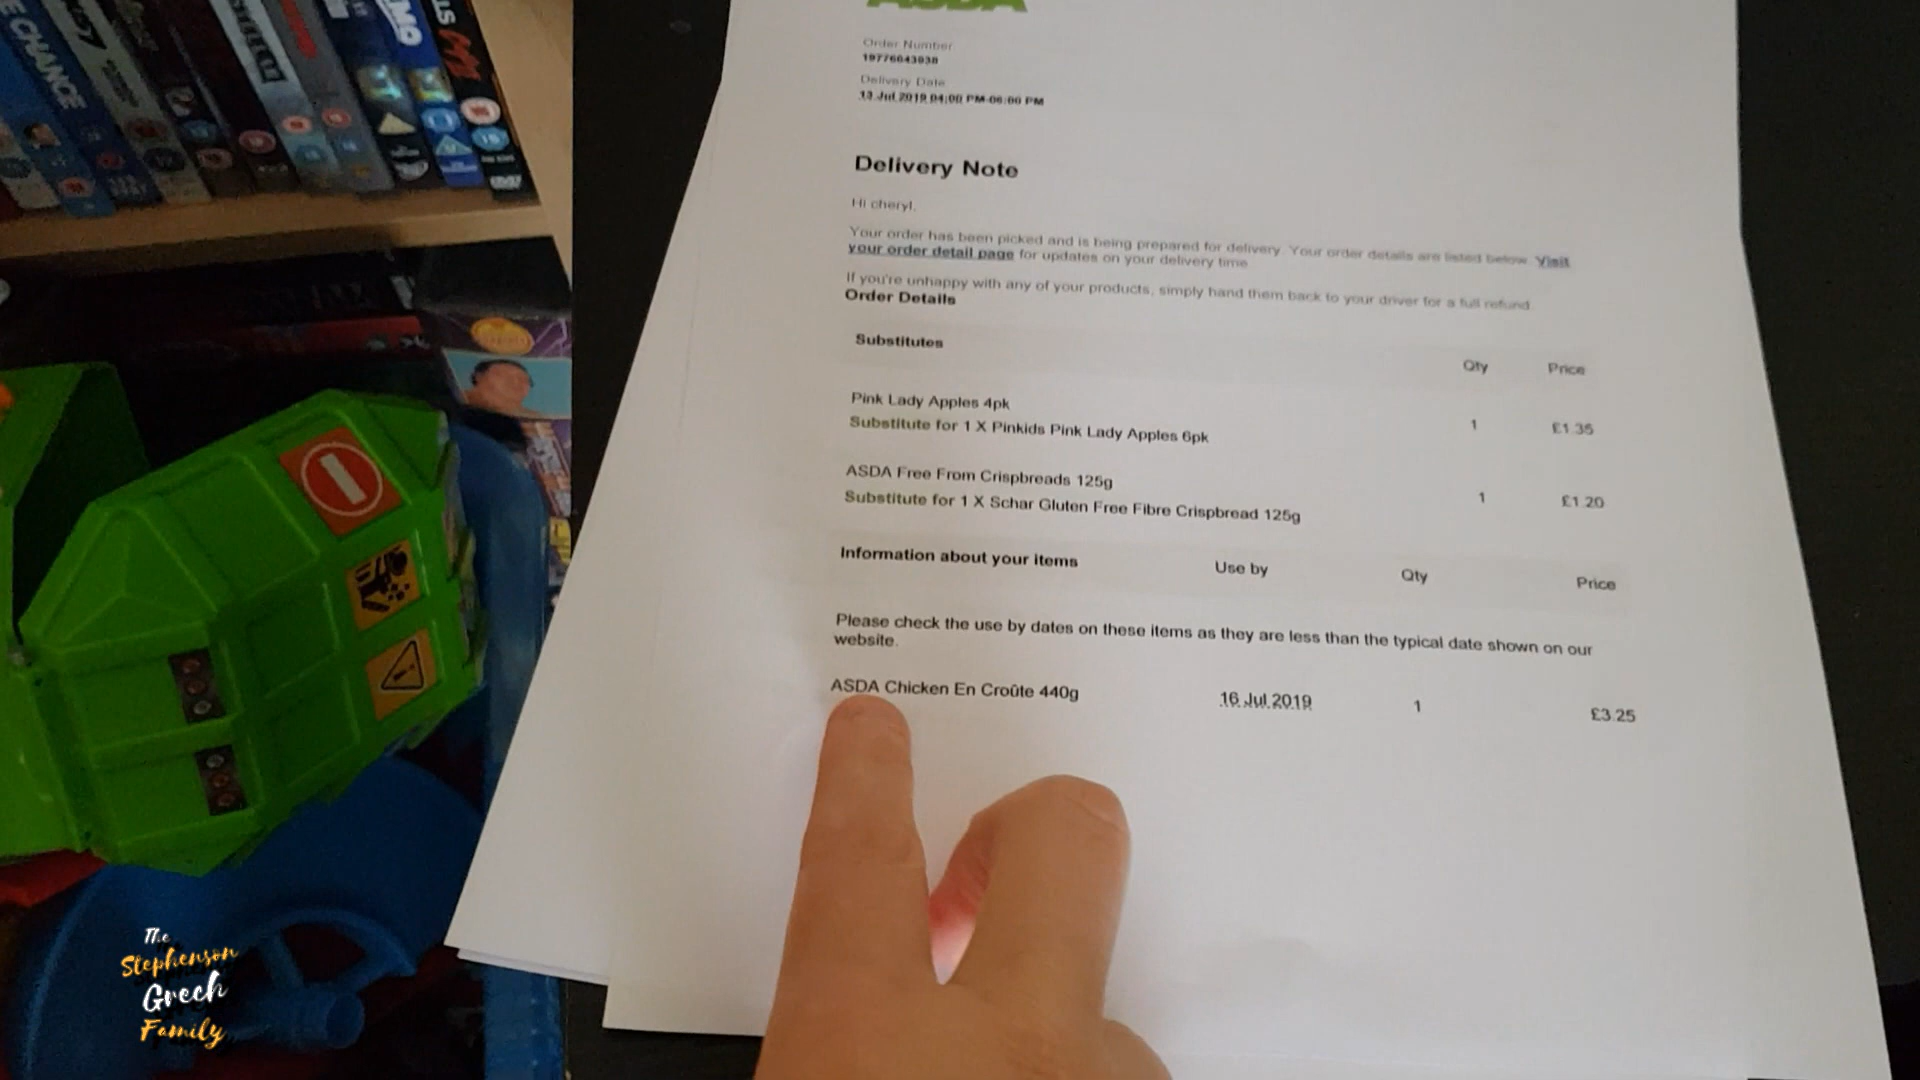 ASDA
Order Number
19776643938
Delivery Date
13 Jul 2019 04:00 PM-06:00 PM
Delivery Note
Hi cheryl,
Your order has been picked and is being prepared for delivery. Your order details are listed below. Visit
your order detail page for updates on your delivery time
If you're unhappy with any of your products, simply hand them back to your driver for a full refund.
Order Details
Substitutes Qty Price
Pink Lady Apples 4pk
Substitute for 1 X Pinkids Pink Lady Apples 6pk 1 £1.35
ASDA Free From Crispbreads 125g
Substitute for 1 X Schar Gluten Free Fibre Crispbread 125g 1 £1.20
Information about your items Use by Qty Price
Please check the use by dates on these items as they are less than the typical date shown on our
website.
ASDA Chicken En Croûte 440g 16 Jul 2019 1 £3.25
E CHANCE
The
Stephenson
Grech
Family